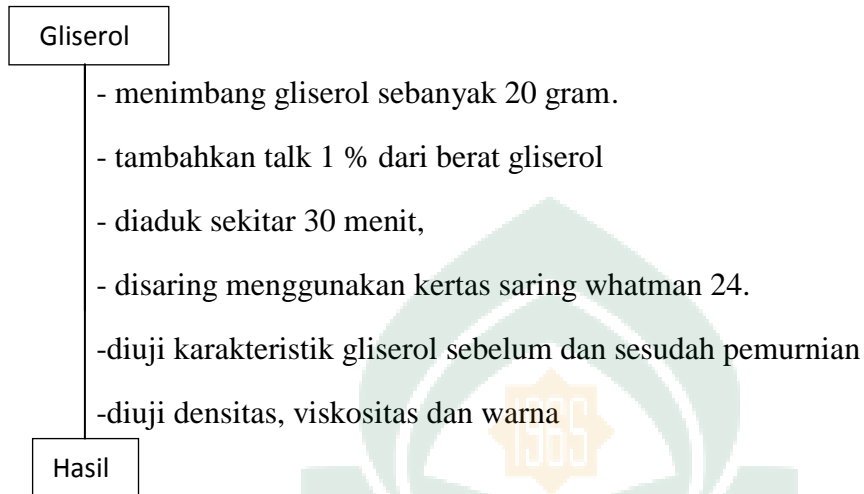 Gliserol
- menimbang gliserol sebanyak 20 gram.
- tambahkan talk 1 % dari berat gliserol
- diaduk sekitar 30 menit,
- disaring menggunakan kertas saring whatman 24.
-diuji karakteristik gliserol sebelum dan sesudah pemurnian
-diuji densitas, viskositas dan warna
Hasil